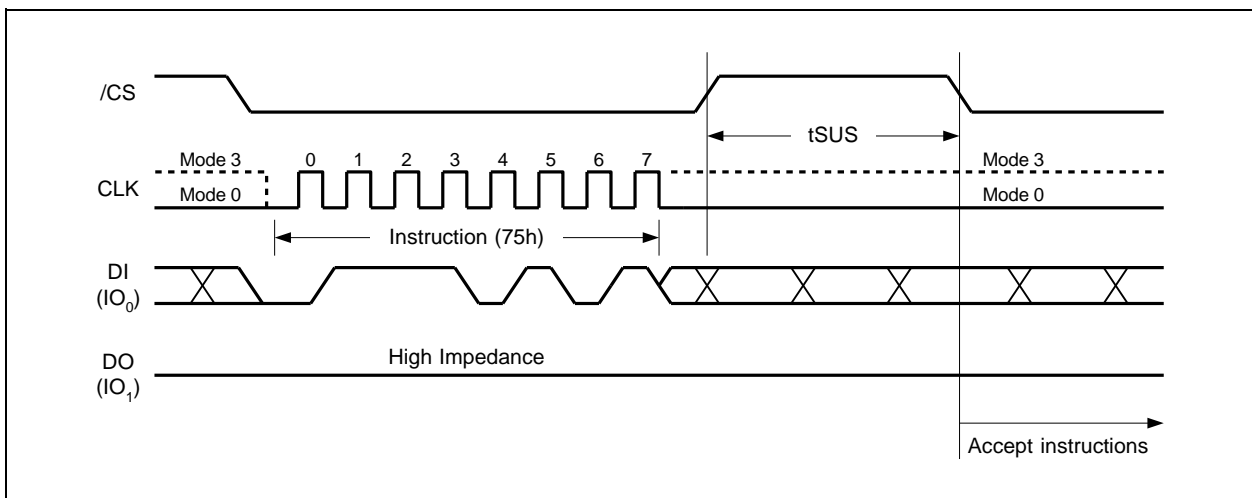 /CS
tSUS
Mode 3
0 1 2 3 4 5 6 7
Mode 3
CLK
Mode 0
Mode 0
Instruction (75h)
DI
(IO0)
High Impedance
DO
(IO1)
Accept instructions